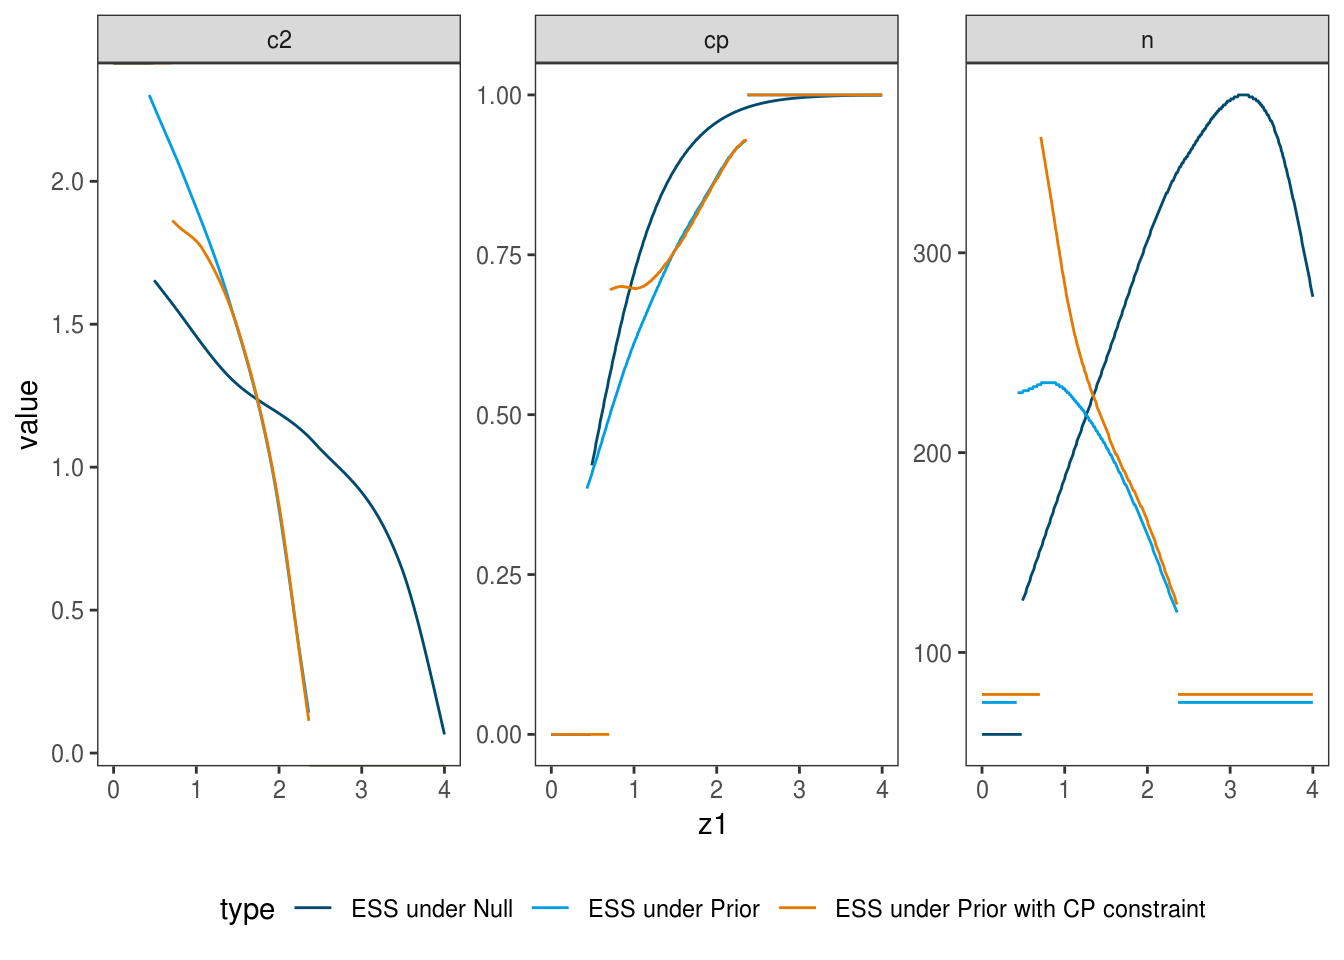 c2 cp n
value
2.0
1.5
1.0
0.5
0.0
1.00
0.75
0.50
0.25
0.00
300
200
100
0 1 2 3 4 0 1 2 3 4 0 1 2 3 4
z1
type ESS under Null ESS under Prior ESS under Prior with CP constraint